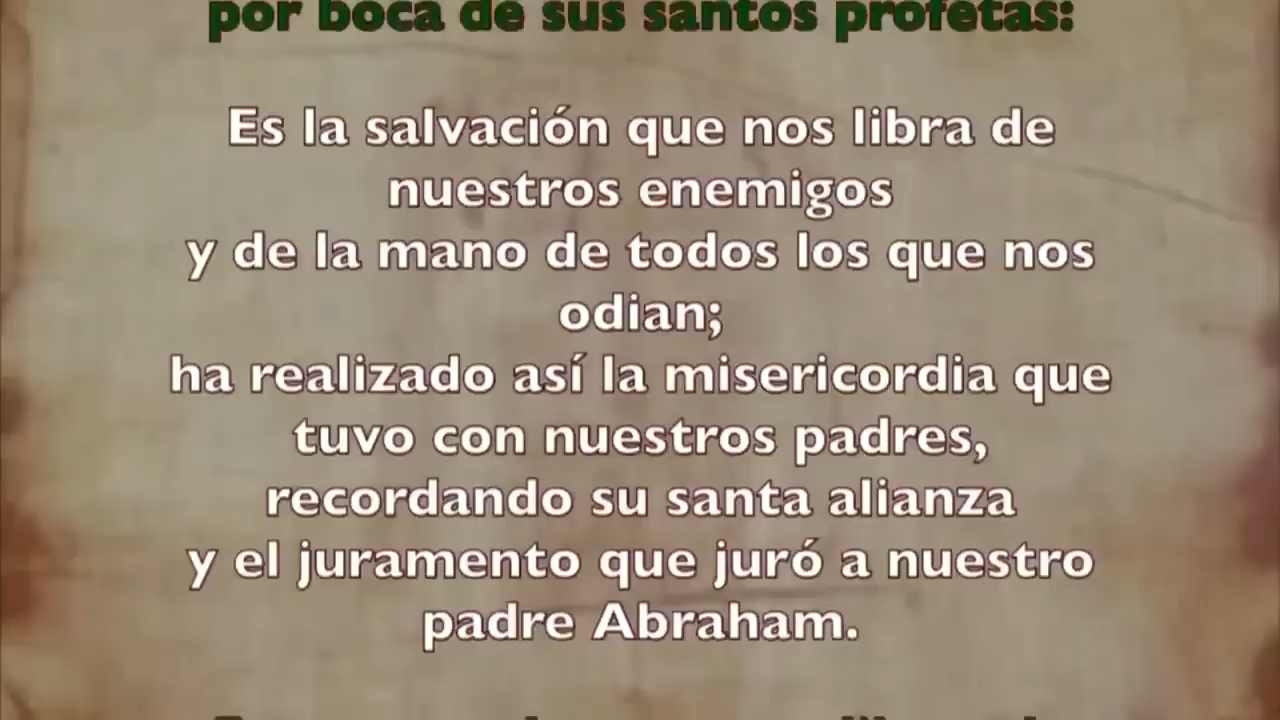 por boca de sus santos profetas:
Es la salvación que nos libra de
nuestros enemigos
y de la mano de todos los que nos
odian;
ha realizado así la misericordia que
tuvo con nuestros padres,
recordando su santa alianza
y el juramento que juró a nuestro
padre Abraham.